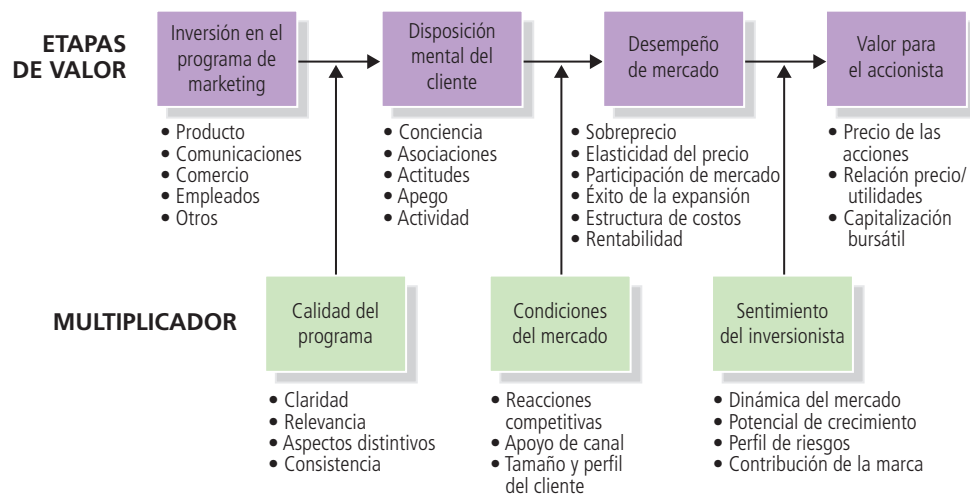 ETAPAS
DE VALOR
Inversión en el
programa de
marketing
• Producto
• Comunicaciones
• Comercio
• Empleados
• Otros
Disposición
mental del
cliente
• Conciencia
• Asociaciones
• Actitudes
• Apego
• Actividad
Desempeño
de mercado
• Sobreprecio
• Elasticidad del precio
• Participación de mercado
• Éxito de la expansión
• Estructura de costos
• Rentabilidad
Valor para
el accionista
• Precio de las
acciones
• Relación precio/
utilidades
• Capitalización
bursátil
MULTIPLICADOR
Calidad del
programa
• Claridad
• Relevancia
• Aspectos distintivos
• Consistencia
Condiciones
del mercado
• Reacciones
competitivas
• Apoyo de canal
• Tamaño y perfil
del cliente
Sentimiento
del inversionista
• Dinámica del mercado
• Potencial de crecimiento
• Perfil de riesgos
• Contribución de la marca